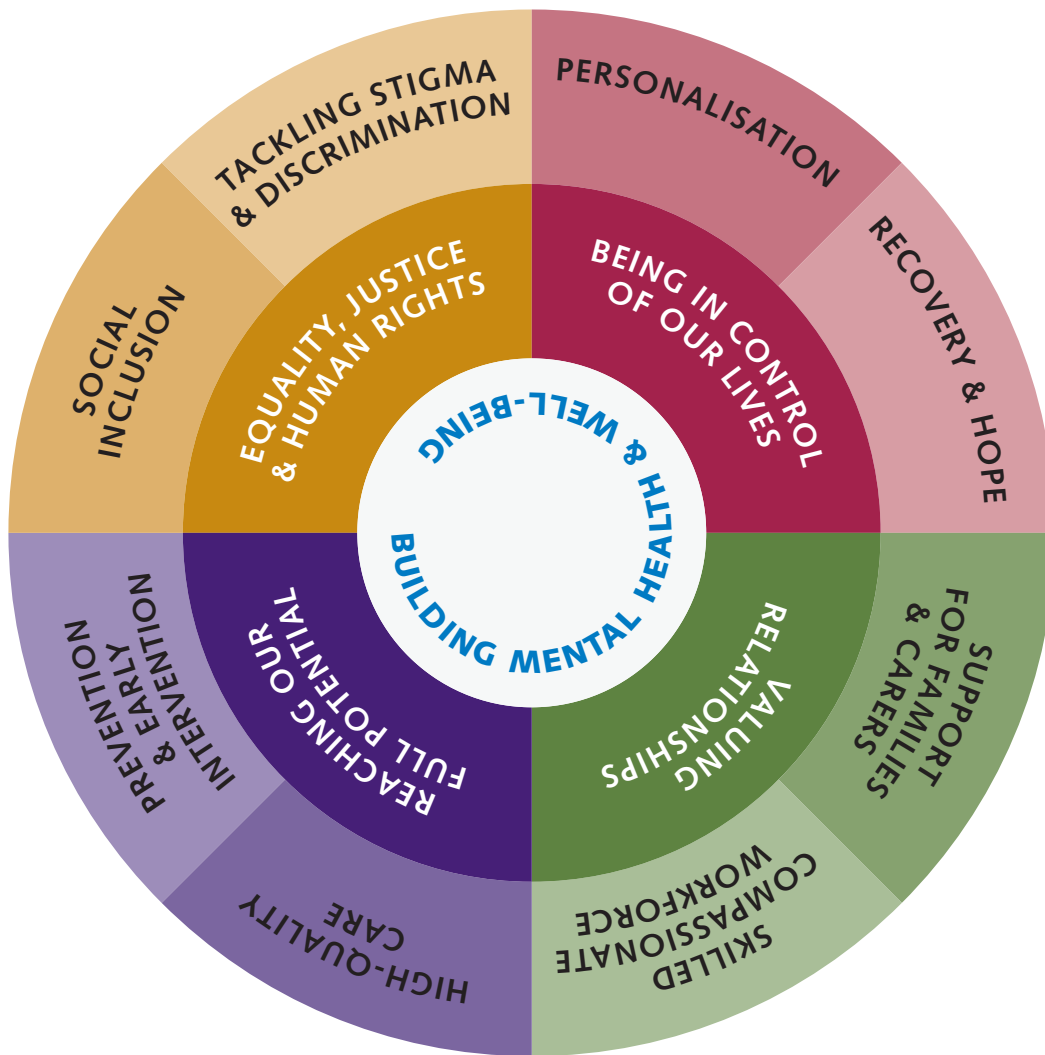 TACKLING STIGMA
& DISCRIMINATION
PERSONALISATION
RECOVERY & HOPE
SUPPORT
FOR FAMILIES
& CARERS
SKILLED
COMPASSIONATE
WORKFORCE
HIGH-QUALITY
CARE
PREVENTION
& EARLY
INTERVENTION
SOCIAL
INCLUSION
EQUALITY, JUSTICE
& HUMAN RIGHTS
BEING IN CONTROL
OF OUR LIVES
VALUING
RELATIONSHIPS
REACHING OUR
FULL POTENTIAL
BUILDING MENTAL HEALTH & WELL-BEING